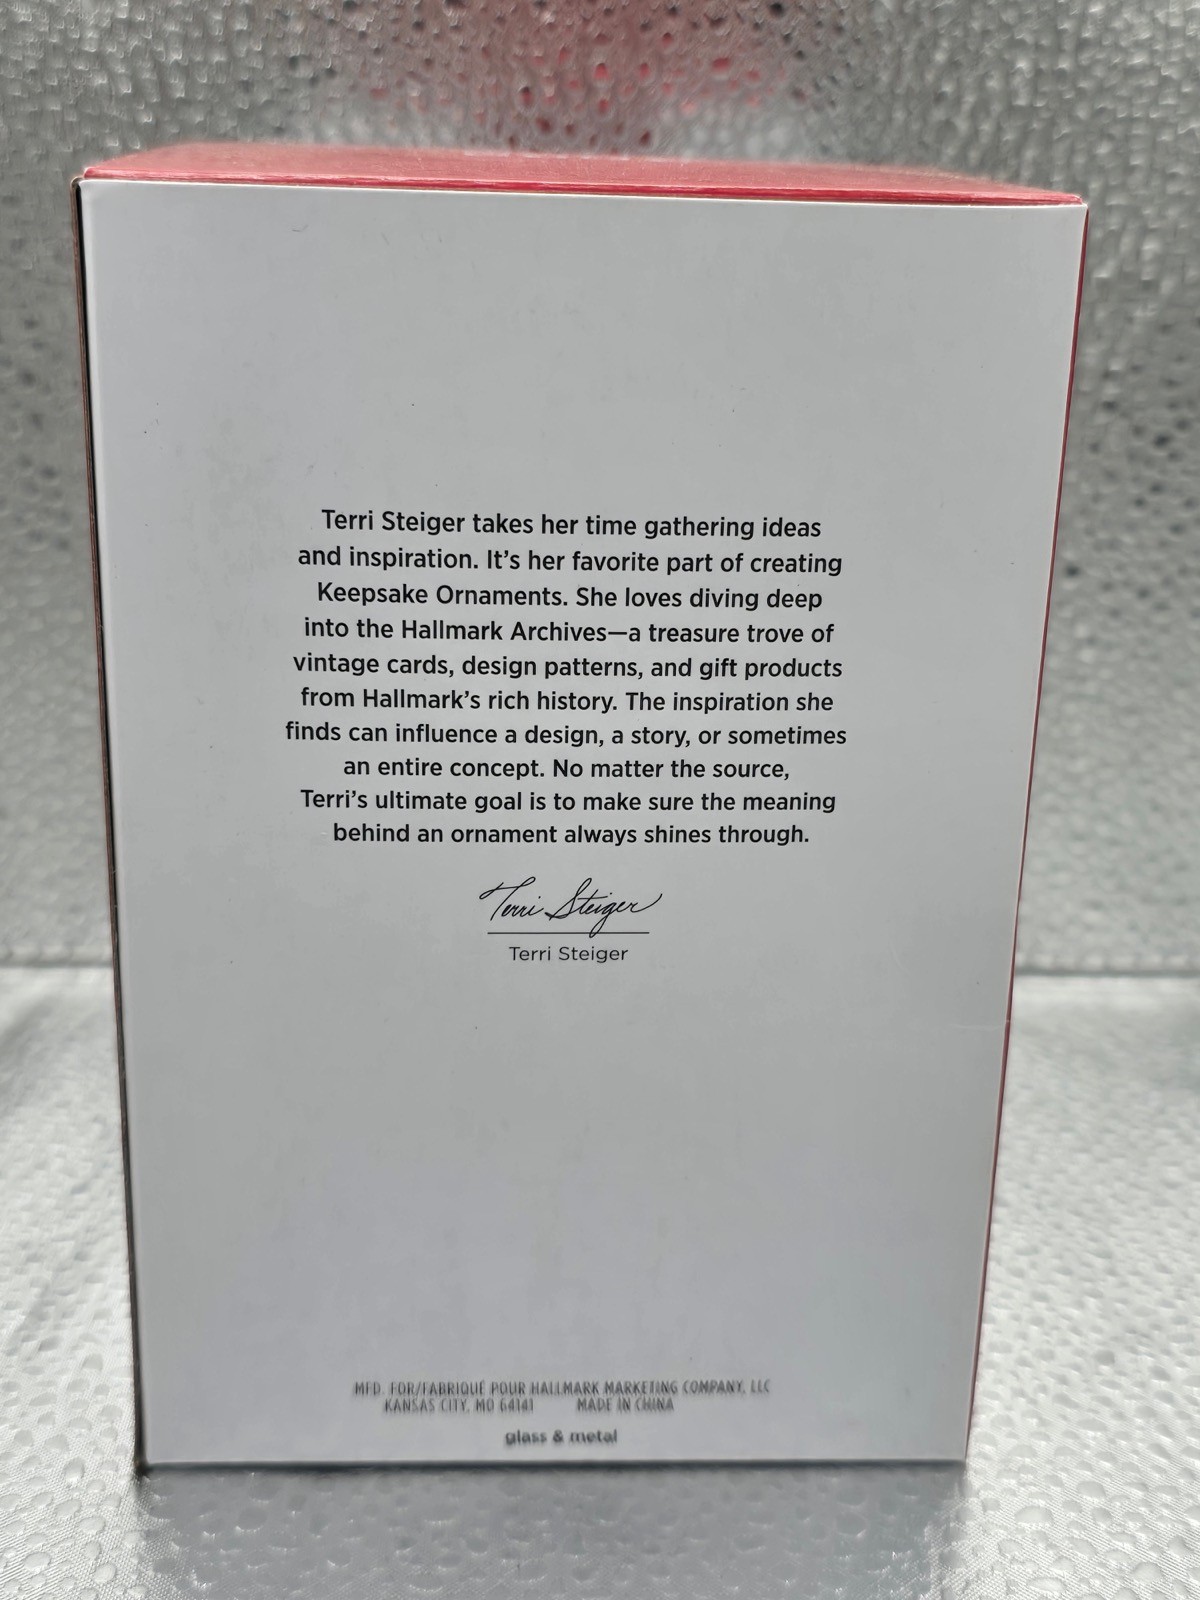 Terri Steiger takes her time gathering ideas
and inspiration. It's her favorite part of creating
Keepsake Ornaments. She loves diving deep
into the Hallmark Archives—a treasure trove of
vintage cards, design patterns, and gift products
from Hallmark's rich history. The inspiration she
finds can influence a design, a story, or sometimes
an entire concept. No matter the source,
Terri's ultimate goal is to make sure the meaning
behind an ornament always shines through.
Terri Steiger
Terri Steiger
MFD. FOR/FABRIQUÉ POUR HALLMARK MARKETING COMPANY, LLC
KANSAS CITY, MO 64141 MADE IN CHINA
glass & metal